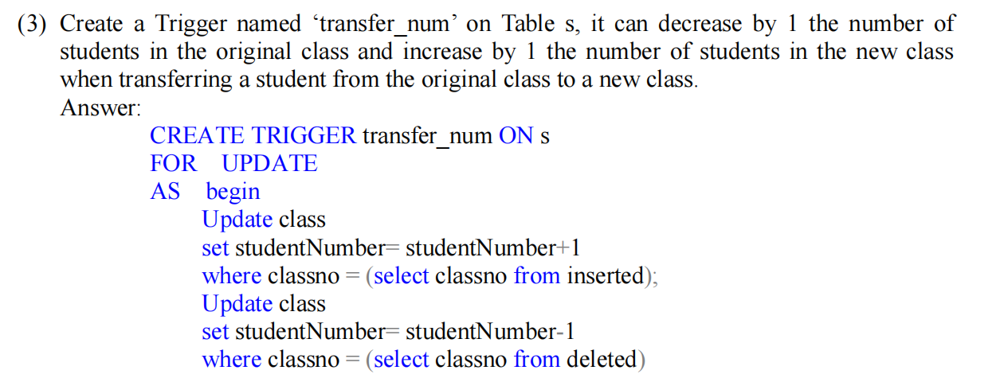 (3) Create a Trigger named ‘transfer_num’ on Table s, it can decrease by 1 the number of
students in the original class and increase by 1 the number of students in the new class
when transferring a student from the original class to a new class.
Answer:
CREATE TRIGGER transfer_num ON s
FOR UPDATE
AS begin
Update class
set studentNumber= studentNumber+1
where classno = (select classno from inserted);
Update class
set studentNumber= studentNumber-1
where classno = (select classno from deleted)